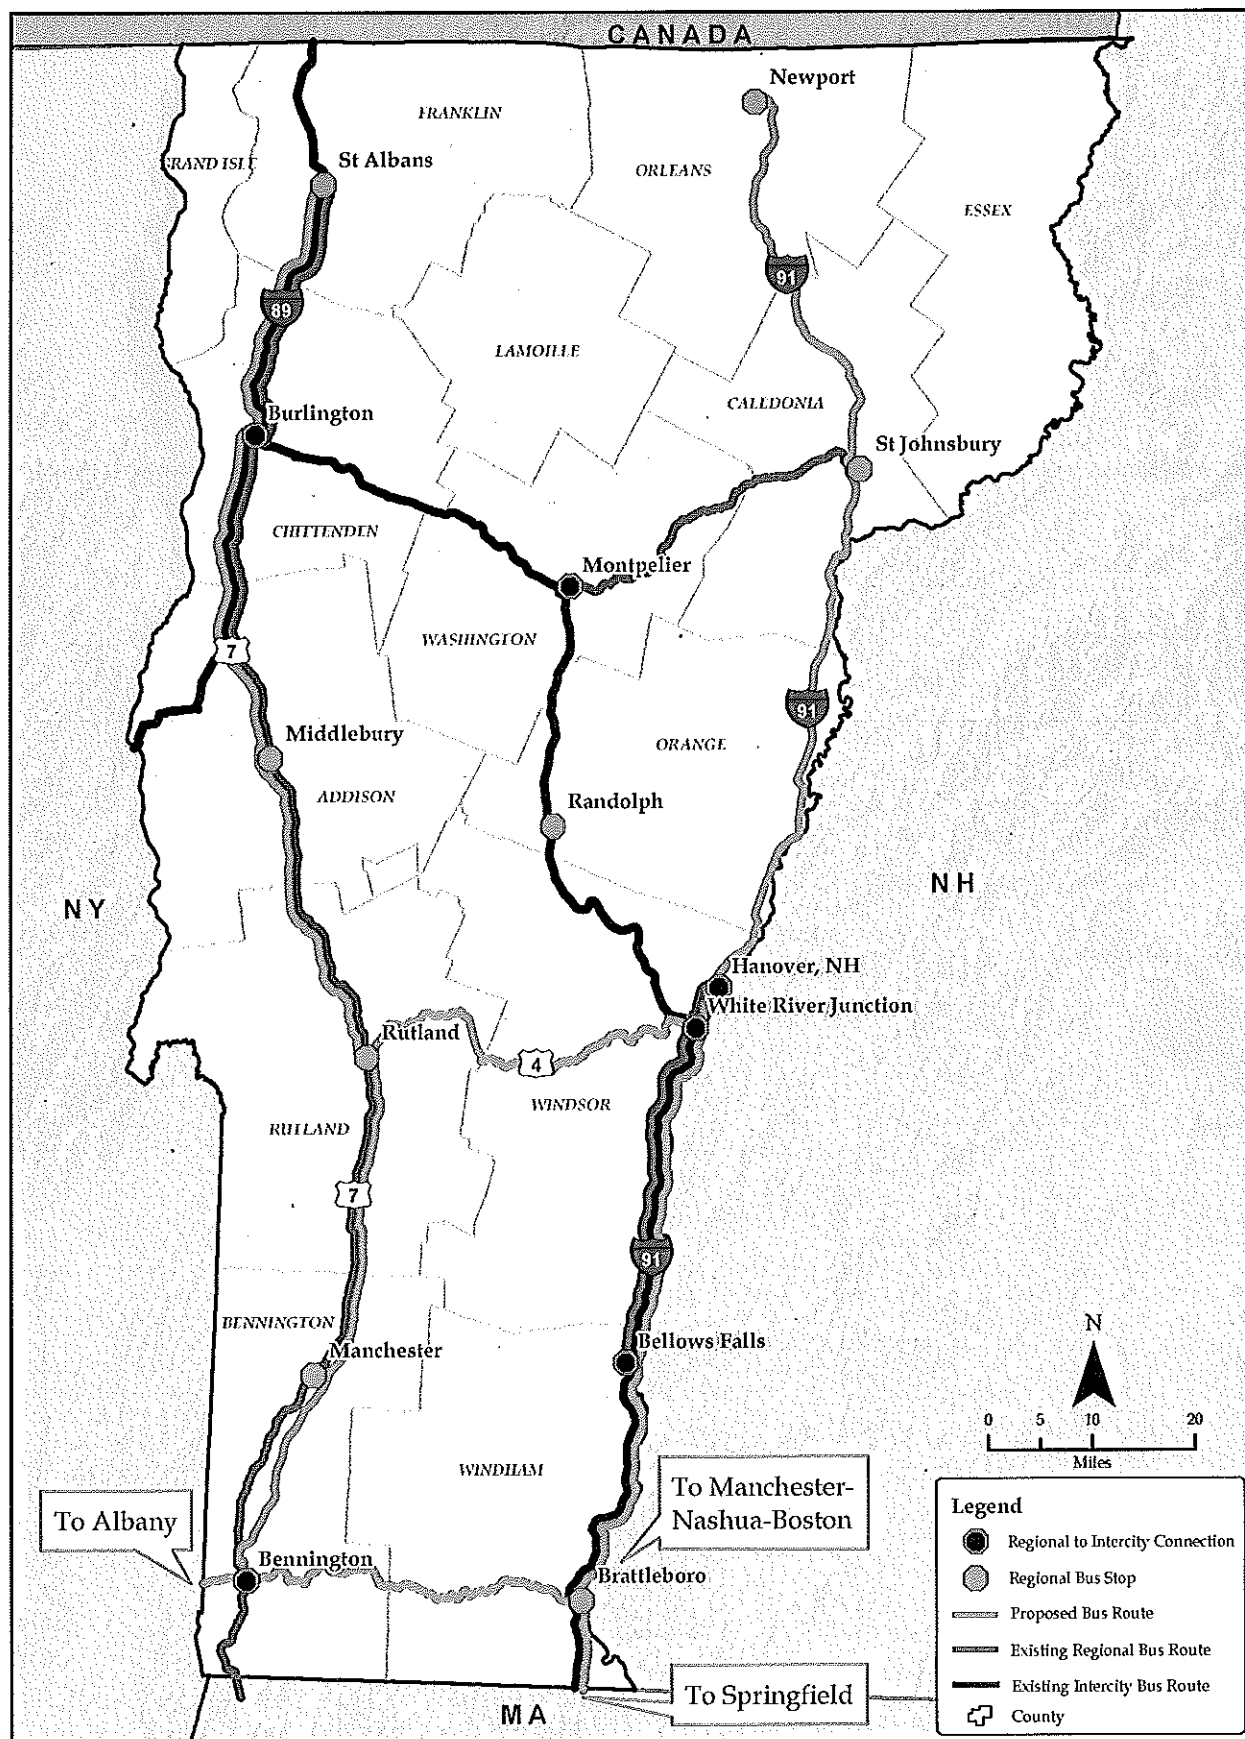 CANADA
Newport
FRANKLIN
GRAND ISLE
St Albans
ORLEANS
ESSEX
91
89
LAMOILLE
CALEDONIA
Burlington
St Johnsbury
CHITTENDEN
Montpelier
WASHINGTON
7
91
Middlebury
ORANGE
ADDISON
Randolph
NY
NH
Hanover, NH
White River Junction
Rutland
4
WINDSOR
RUTLAND
7
91
BENNINGTON
Manchester
Bellows Falls
N
0 5 10 20
Miles
WINDHAM
To Manchester-
Nashua-Boston
To Albany
Bennington
Brattleboro
To Springfield
MA
Legend
Regional to Intercity Connection
Regional Bus Stop
Proposed Bus Route
Existing Regional Bus Route
Existing Intercity Bus Route
County